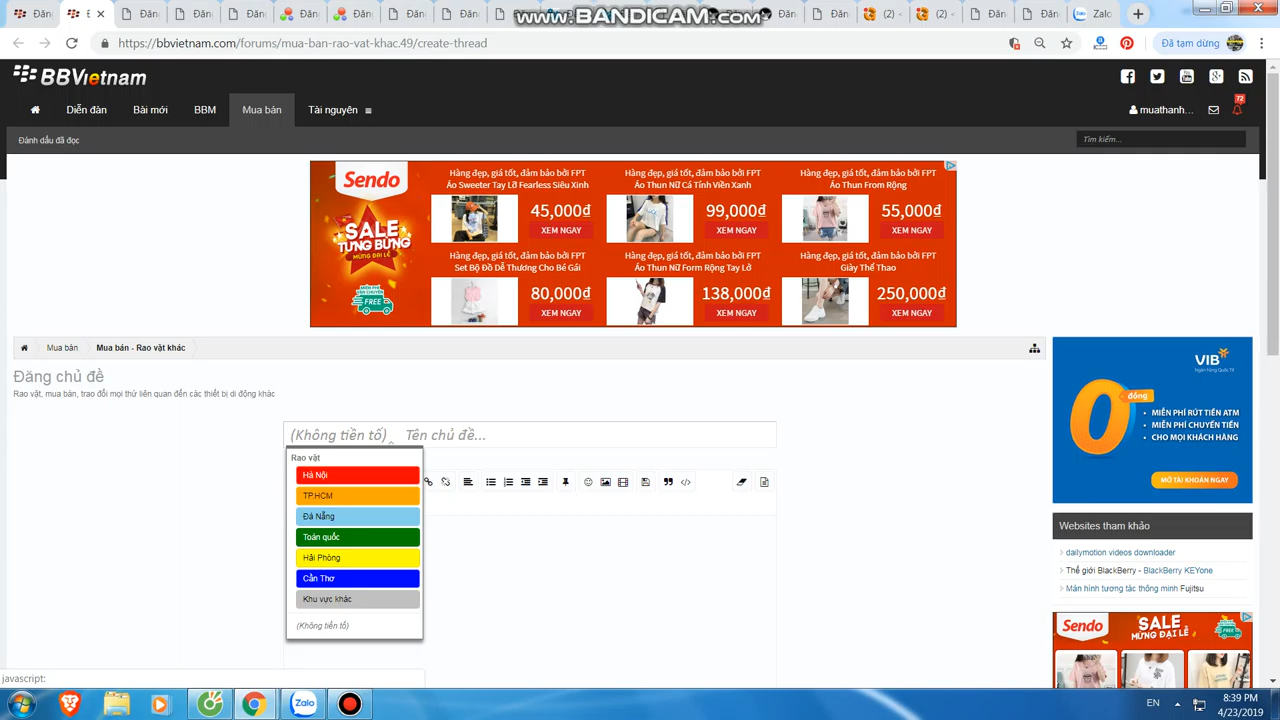 www.BANDICAM.com
Zalo
https://bbvietnam.com/forums/mua-ban-rao-vat-khac.49/create-thread
Đã tạm dừng
BBVietnam
Diễn đàn
Bài mới
BBM
Mua bán
Tài nguyên
muathanh...
72
Đánh dấu đã đọc
Tìm kiếm...
Sendo
SALE
TƯNG BỪNG
MỪNG ĐẠI LỄ
MIỄN PHÍ
VẬN CHUYỂN
FREE
Hàng đẹp, giá tốt, đảm bảo bởi FPT
Áo Sweeter Tay Lỡ Fearless Siêu Xinh
45,000đ
XEM NGAY
Hàng đẹp, giá tốt, đảm bảo bởi FPT
Áo Thun Nữ Cá Tính Viền Xanh
99,000đ
XEM NGAY
Hàng đẹp, giá tốt, đảm bảo bởi FPT
Áo Thun From Rộng
55,000đ
XEM NGAY
Hàng đẹp, giá tốt, đảm bảo bởi FPT
Set Bộ Đồ Dễ Thương Cho Bé Gái
80,000đ
XEM NGAY
Hàng đẹp, giá tốt, đảm bảo bởi FPT
Áo Thun Nữ Form Rộng Tay Lỡ
138,000đ
XEM NGAY
Hàng đẹp, giá tốt, đảm bảo bởi FPT
Giày Thể Thao
250,000đ
XEM NGAY
Mua bán
Mua bán - Rao vặt khác
Đăng chủ đề
Rao vặt, mua bán, trao đổi mọi thứ liên quan đến các thiết bị di động khác
(Không tiền tố)
Tên chủ đề...
Rao vặt
Hà Nội
TP.HCM
Đà Nẵng
Toàn quốc
Hải Phòng
Cần Thơ
Khu vực khác
(Không tiền tố)
VIB
Ngân Hàng Quốc Tế
0
đồng
MIỄN PHÍ RÚT TIỀN ATM
MIỄN PHÍ CHUYỂN TIỀN
CHO MỌI KHÁCH HÀNG
MỞ TÀI KHOẢN NGAY
Websites tham khảo
dailymotion videos downloader
Thế giới BlackBerry - BlackBerry KEYone
Màn hình tương tác thông minh Fujitsu
Sendo
SALE
MỪNG ĐẠI LỄ
FREE
javascript:
Zalo
EN
8:39 PM
4/23/2019